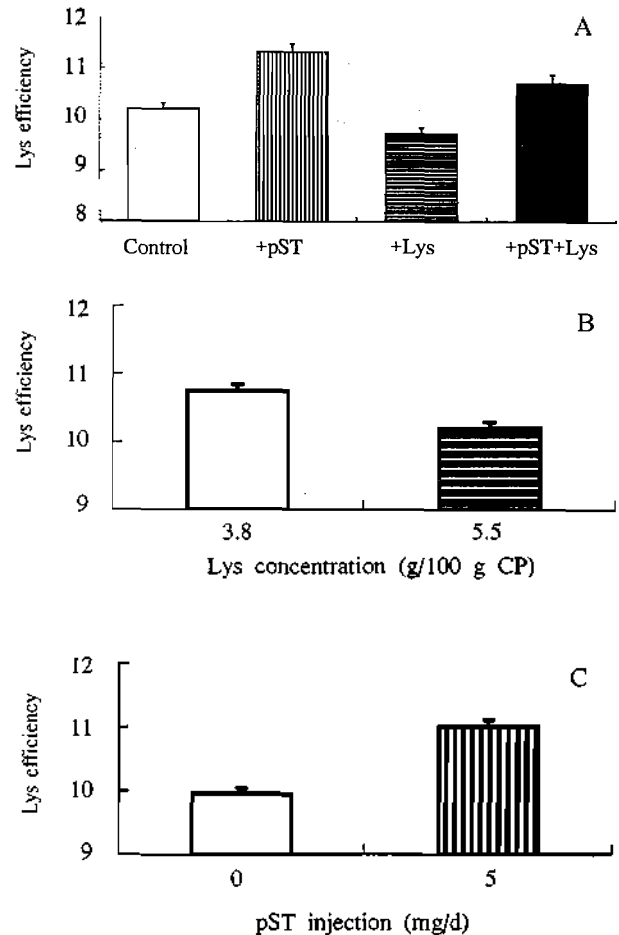 A
Lys efficiency
12
11
10
9
8
Control +pST +Lys +pST+Lys
B
Lys efficiency
12
11
10
9
3.8 5.5
Lys concentration (g/100 g CP)
C
Lys efficiency
12
11
10
9
0 5
pST injection (mg/d)